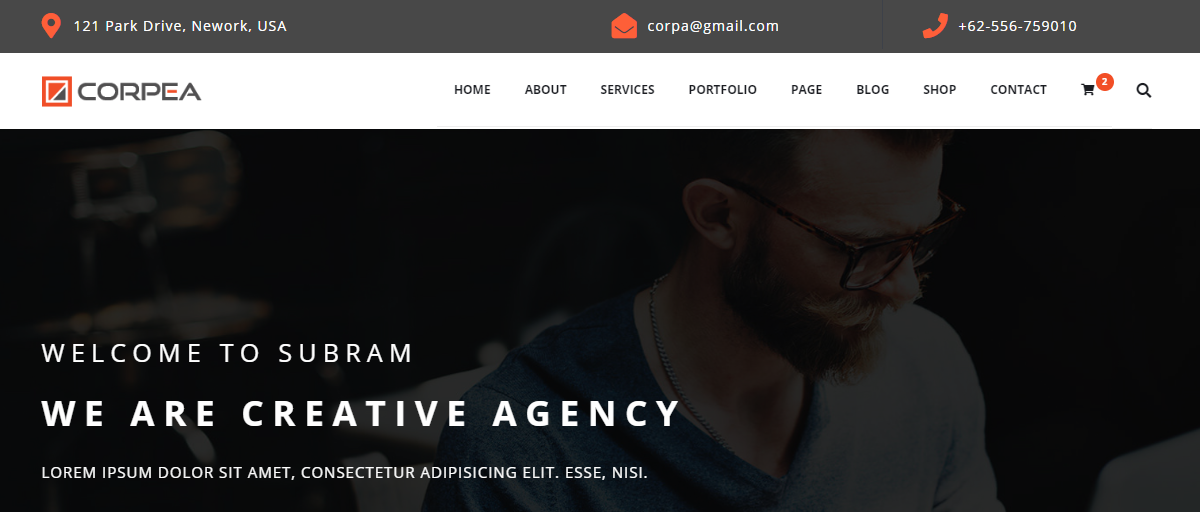 121 Park Drive, Nework, USA
corpa@gmail.com
+62-556-759010
CORPEA
HOME ABOUT SERVICES PORTFOLIO PAGE BLOG SHOP CONTACT 2
WELCOME TO SUBRAM
WE ARE CREATIVE AGENCY
LOREM IPSUM DOLOR SIT AMET, CONSECTETUR ADIPISICING ELIT. ESSE, NISI.